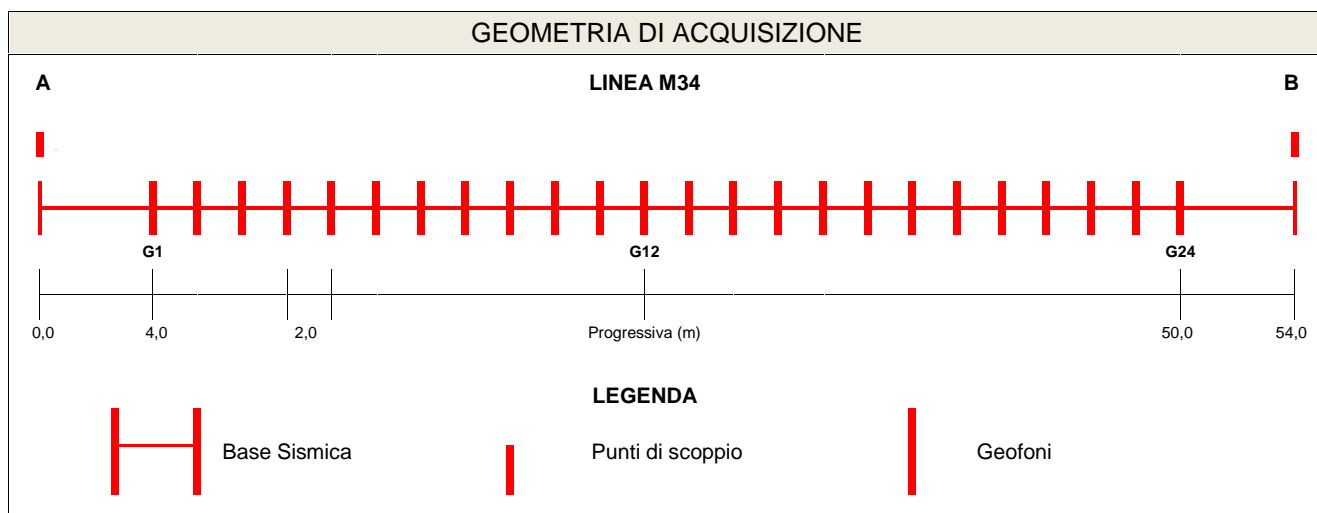 GEOMETRIA DI ACQUISIZIONE
A LINEA M34 B
G1 G12 G24
0,0 4,0 2,0 Progressiva (m) 50,0 54,0
LEGENDA
Base Sismica Punti di scoppio Geofoni